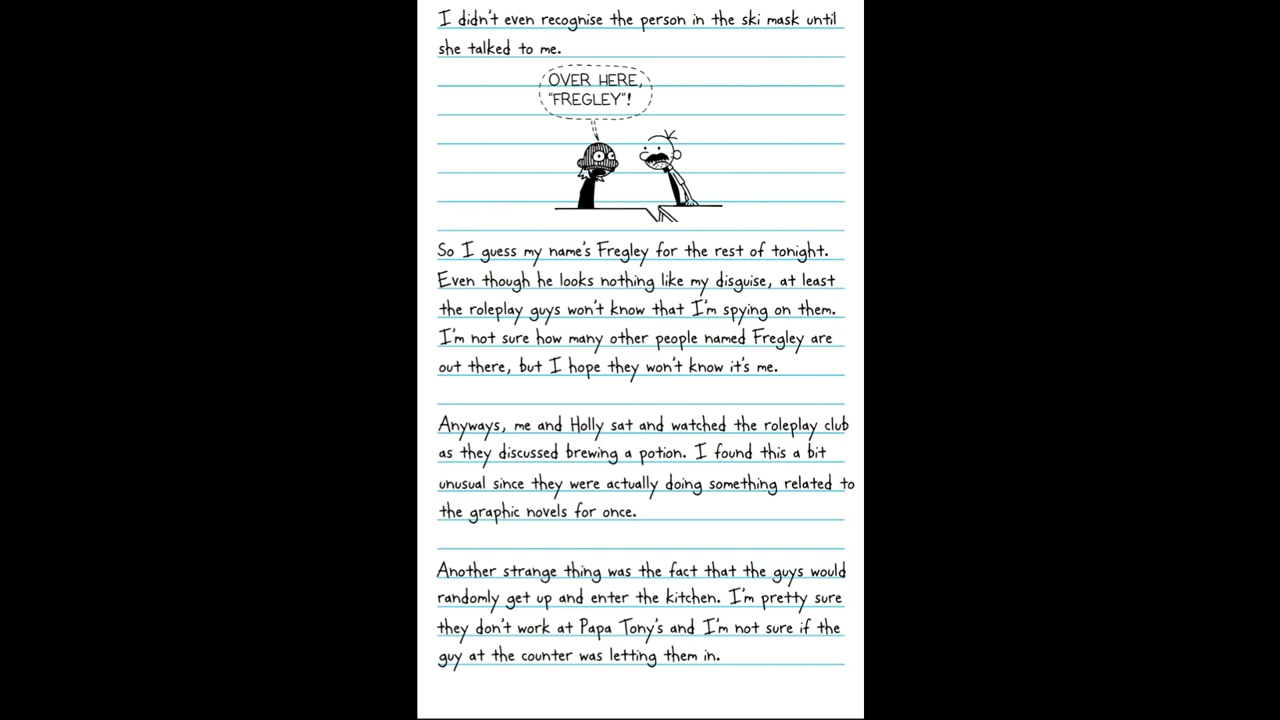 I didn't even recognise the person in the ski mask until
she talked to me.
OVER HERE,
"FREGLEY"!
So I guess my name's Fregley for the rest of tonight.
Even though he looks nothing like my disguise, at least
the roleplay guys won't know that I'm spying on them.
I'm not sure how many other people named Fregley are
out there, but I hope they won't know it's me.
Anyways, me and Holly sat and watched the roleplay club
as they discussed brewing a potion. I found this a bit
unusual since they were actually doing something related to
the graphic novels for once.
Another strange thing was the fact that the guys would
randomly get up and enter the kitchen. I'm pretty sure
they don't work at Papa Tony's and I'm not sure if the
guy at the counter was letting them in.